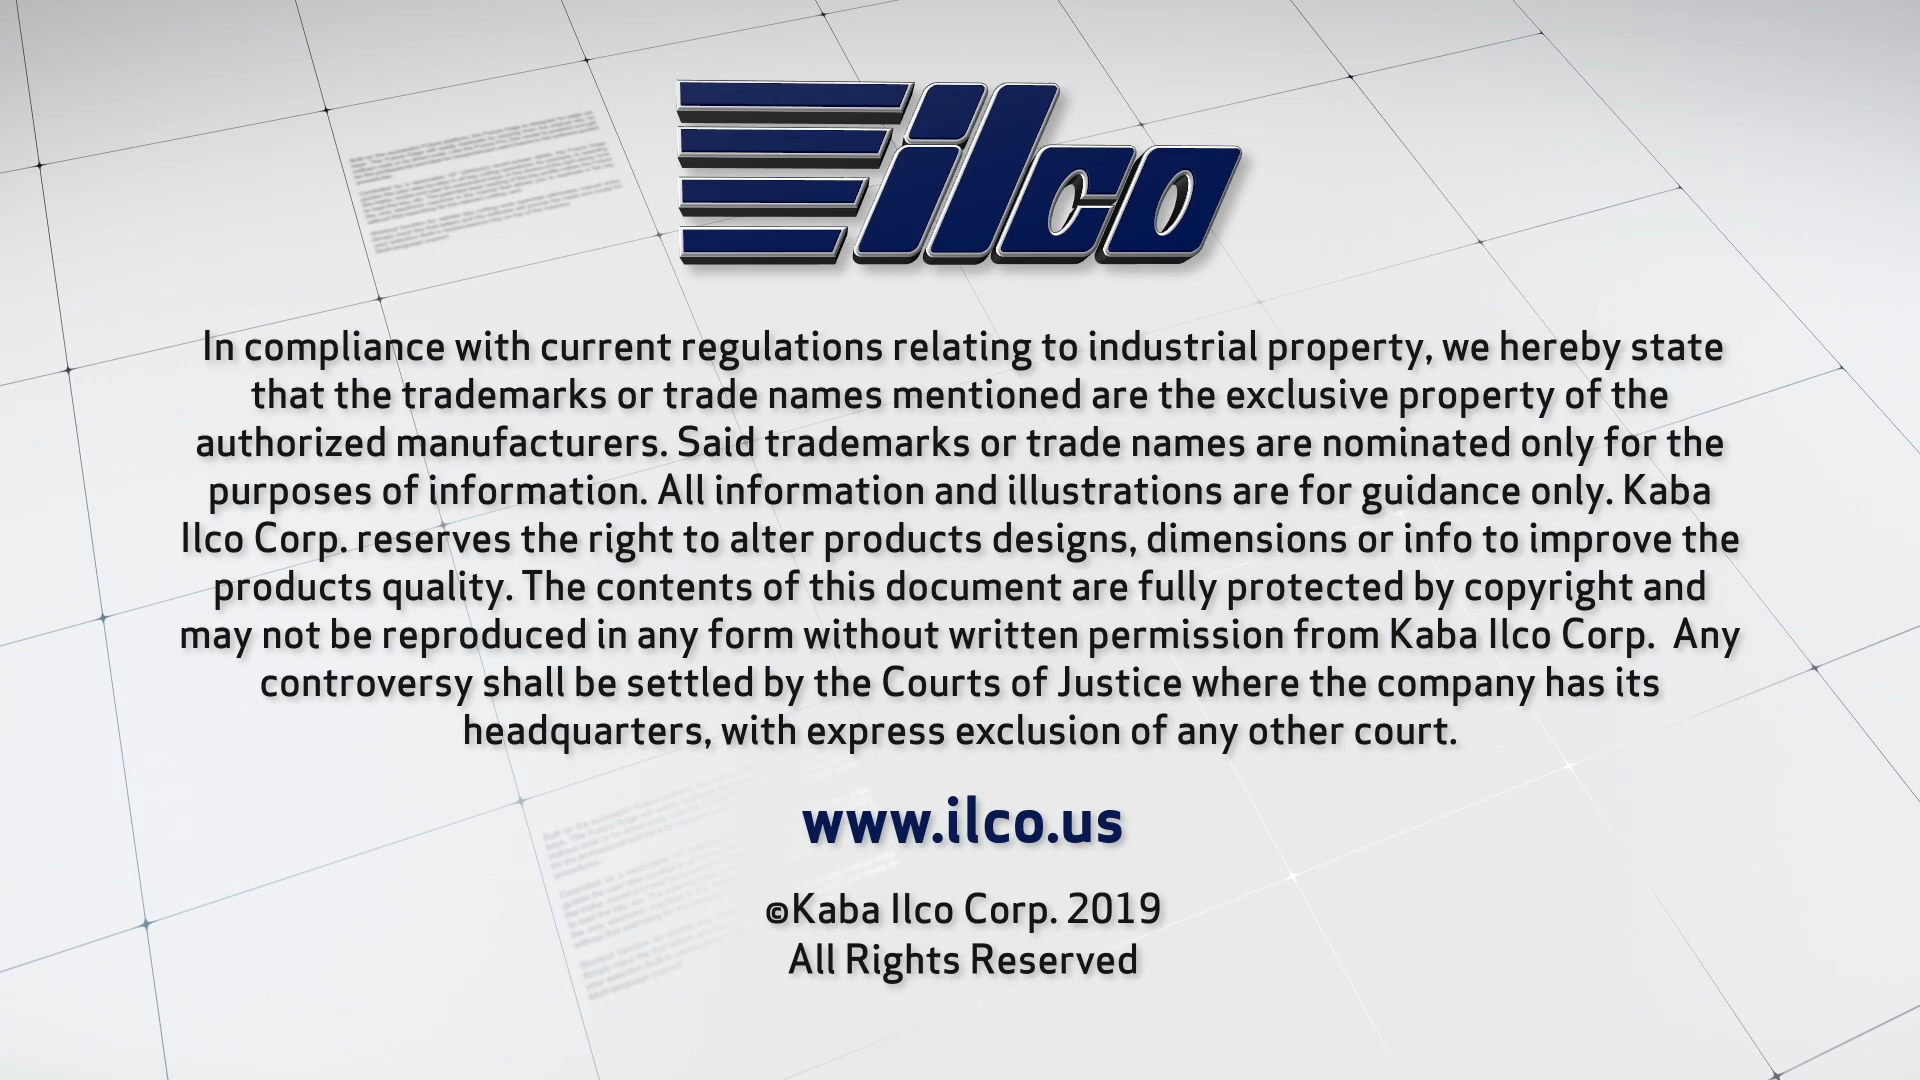 ilco
In compliance with current regulations relating to industrial property, we hereby state
that the trademarks or trade names mentioned are the exclusive property of the
authorized manufacturers. Said trademarks or trade names are nominated only for the
purposes of information. All information and illustrations are for guidance only. Kaba
Ilco Corp. reserves the right to alter products designs, dimensions or info to improve the
products quality. The contents of this document are fully protected by copyright and
may not be reproduced in any form without written permission from Kaba Ilco Corp.  Any
controversy shall be settled by the Courts of Justice where the company has its
headquarters, with express exclusion of any other court.
www.ilco.us
©Kaba Ilco Corp. 2019
All Rights Reserved